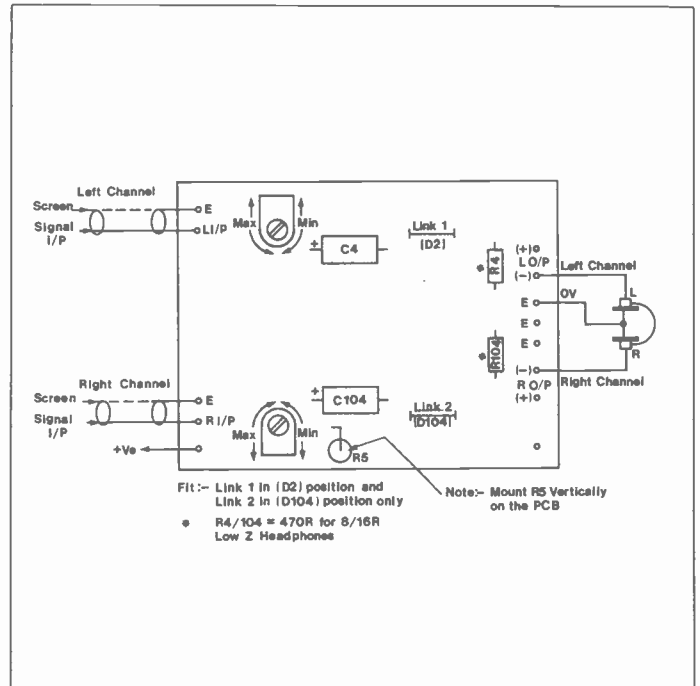 Left Channel
Screen
Signal
I/P
E
LI/P
Max
Min
+
C4
Link 1
(D2)
* R4
(+)
L O/P
(-)
Left Channel
E
0V
L
E
E
* R104
R
(-)
R O/P
Right Channel
(+)
Right Channel
Screen
Signal
I/P
E
R I/P
+Ve
Max
Min
+
C104
Link 2
(D104)
R5
Fit:- Link 1 in (D2) position and
Link 2 in (D104) position only
* R4/104 = 470R for 8/16R
Low Z Headphones
Note:- Mount R5 Vertically
on the PCB